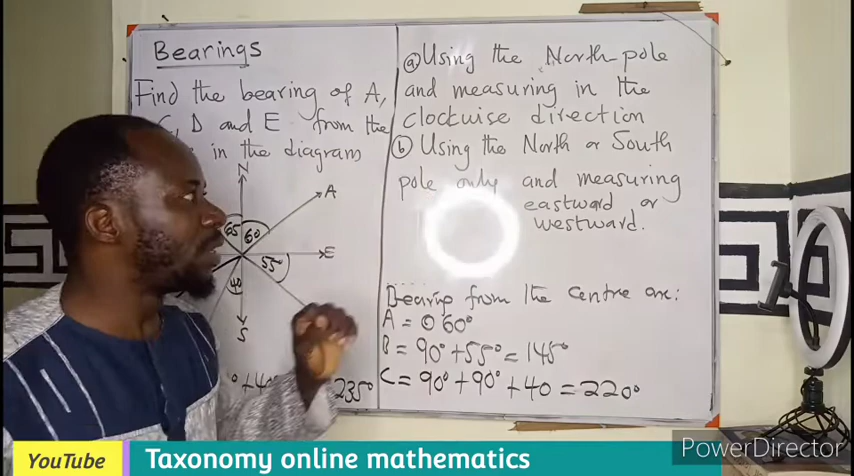 Bearings
Find the bearing of A,
C, D and E from the
in the diagram
N
A
65 60°
E
55°
40
S
° + 40
235°
(a) Using the North-pole
and measuring in the
clockwise direction
(b) Using the North or South
pole only and measuring
eastward or
westward.
Bearing from the centre are:
A = 060°
B = 90° + 55° = 145°
C = 90° + 90° + 40 = 220°
YouTube Taxonomy online mathematics
PowerDirector